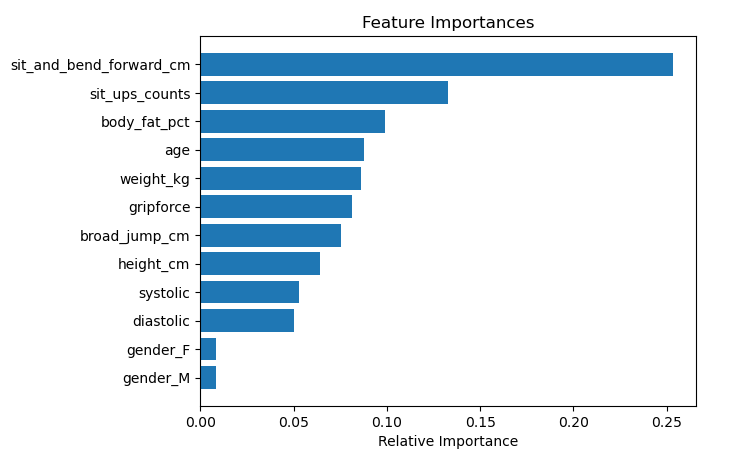 Feature Importances
sit_and_bend_forward_cm
sit_ups_counts
body_fat_pct
age
weight_kg
gripforce
broad_jump_cm
height_cm
systolic
diastolic
gender_F
gender_M
0.00 0.05 0.10 0.15 0.20 0.25
Relative Importance